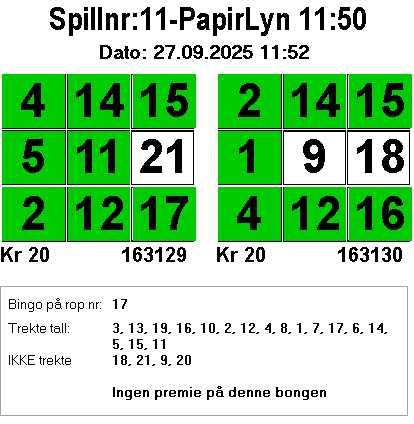 Spillnr:11-PapirLyn 11:50
Dato: 27.09.2025 11:52
4 14 15 2 14 15
5 11 21 1 9 18
2 12 17 4 12 16
Kr 20 163129 Kr 20 163130
Bingo på rop nr: 17
Trekte tall: 3, 13, 19, 16, 10, 2, 12, 4, 8, 1, 7, 17, 6, 14,
5, 15, 11
IKKE trekte 18, 21, 9, 20
Ingen premie på denne bongen